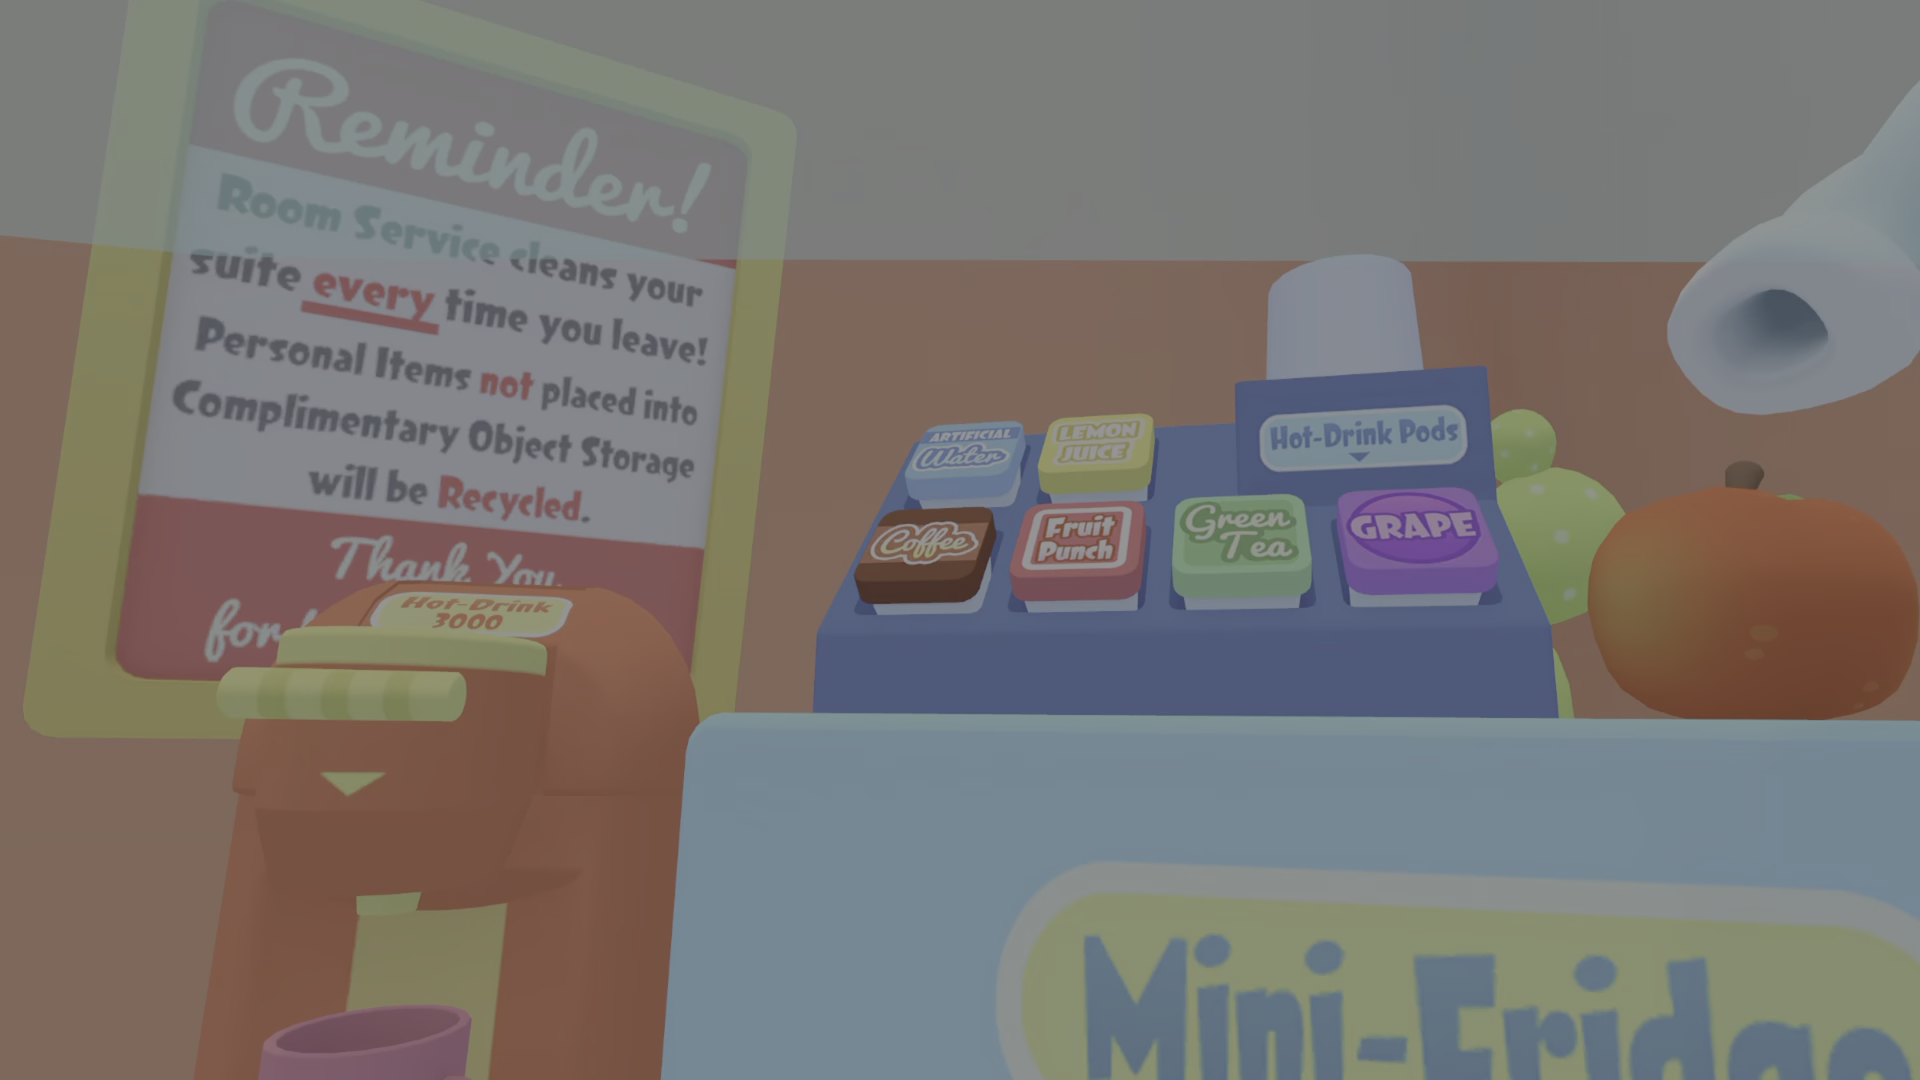 Reminder!
Room Service cleans your
suite every time you leave!
Personal Items not placed into
Complimentary Object Storage
will be Recycled.
Thank You
for
Hot-Drink
3000
ARTIFICIAL
Water
LEMON
JUICE
Hot-Drink Pods
Coffee
Fruit
Punch
Green
Tea
GRAPE
Mini-Fridge